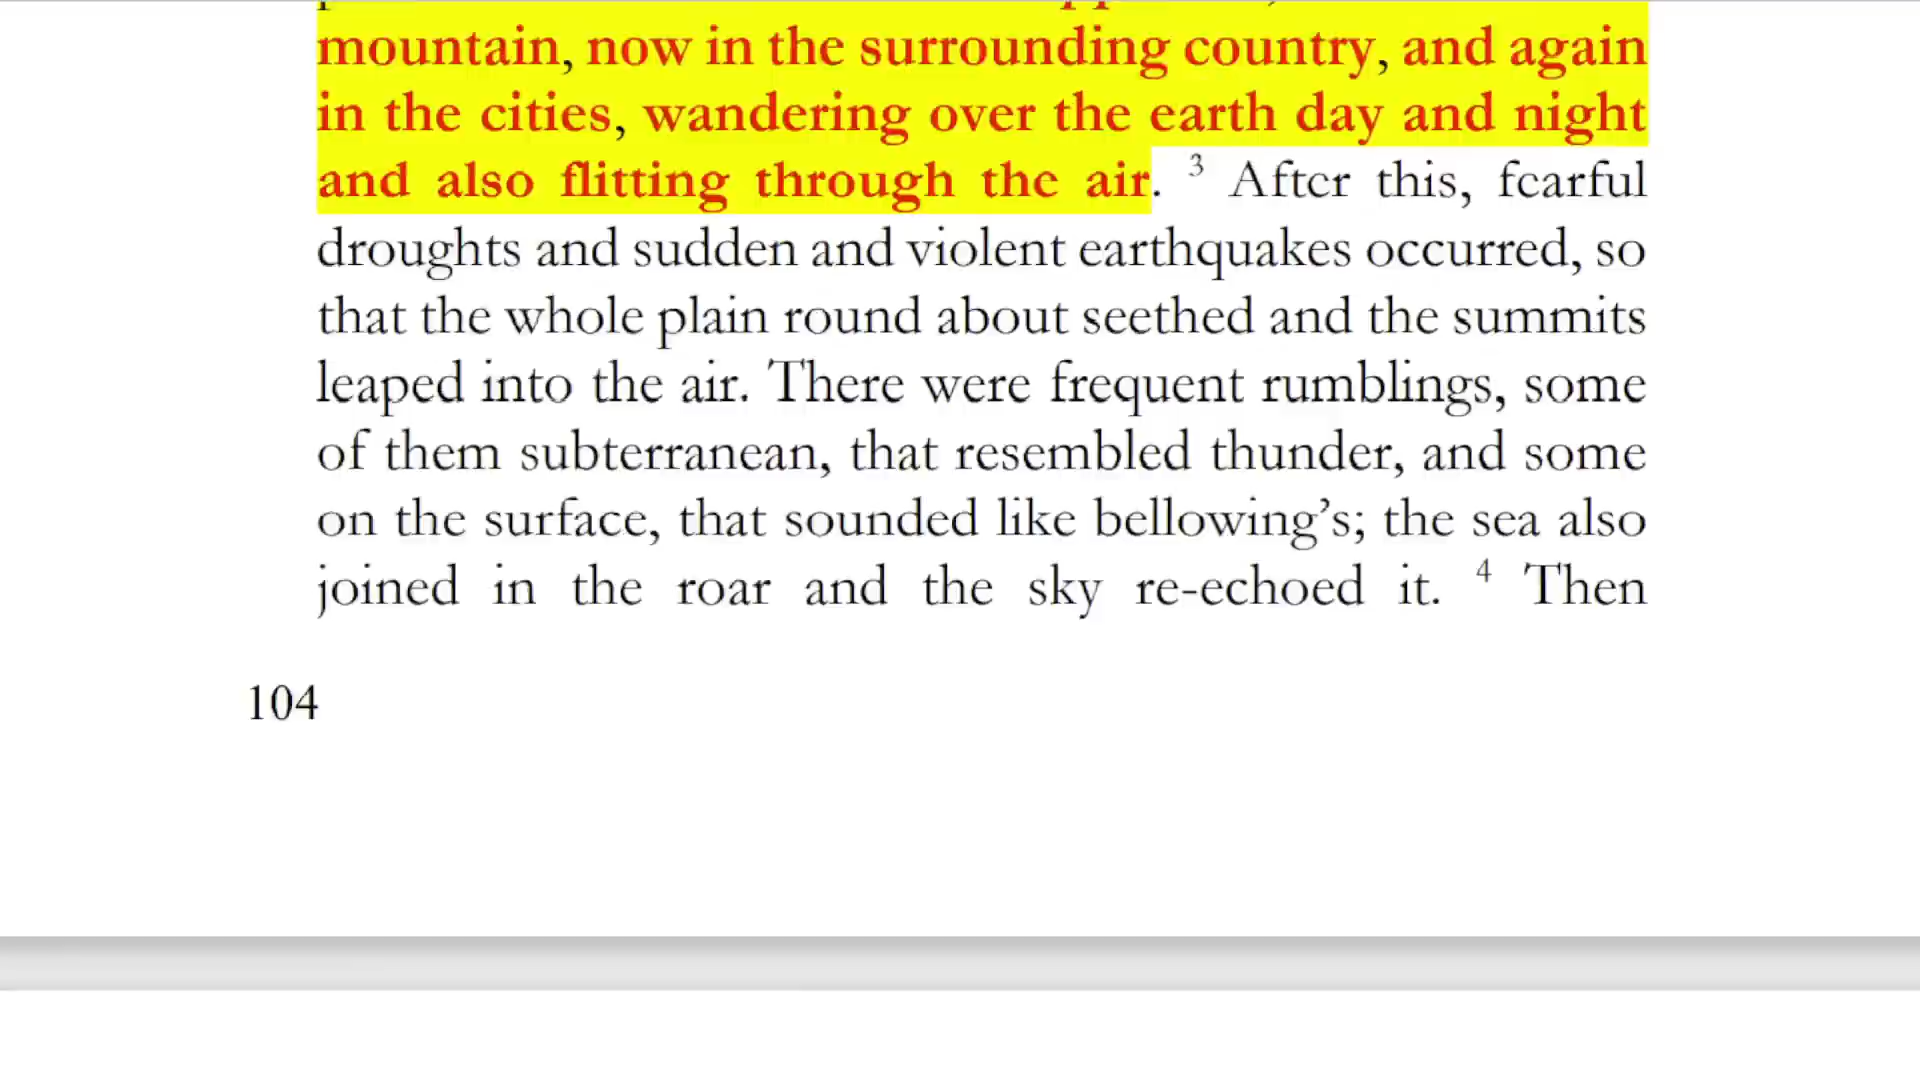 mountain, now in the surrounding country, and again
in the cities, wandering over the earth day and night
and also flitting through the air. 3 After this, fearful
droughts and sudden and violent earthquakes occurred, so
that the whole plain round about seethed and the summits
leaped into the air. There were frequent rumblings, some
of them subterranean, that resembled thunder, and some
on the surface, that sounded like bellowing’s; the sea also
joined in the roar and the sky re-echoed it. 4 Then
104